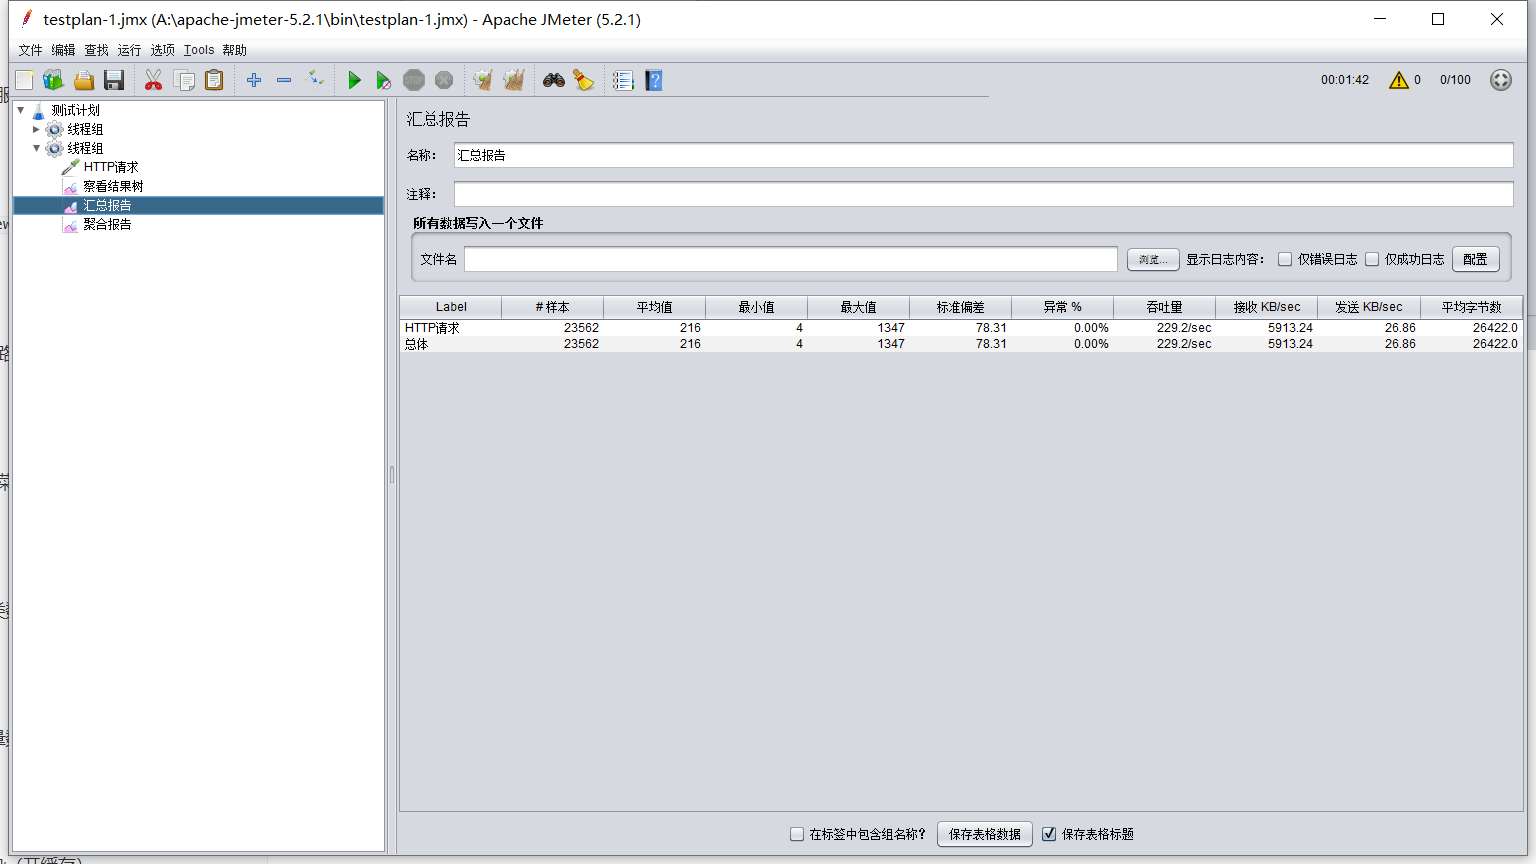 testplan-1.jmx (A:\apache-jmeter-5.2.1\bin\testplan-1.jmx) - Apache JMeter (5.2.1)
文件 编辑 查找 运行 选项 Tools 帮助
STOP 00:01:42 0 0/100
测试计划
线程组
线程组
HTTP请求
察看结果树
汇总报告
聚合报告
汇总报告
名称： 汇总报告
注释：
所有数据写入一个文件
文件名 浏览... 显示日志内容： 仅错误日志 仅成功日志 配置
Label # 样本 平均值 最小值 最大值 标准偏差 异常 % 吞吐量 接收 KB/sec 发送 KB/sec 平均字节数
HTTP请求 23562 216 4 1347 78.31 0.00% 229.2/sec 5913.24 26.86 26422.0
总体 23562 216 4 1347 78.31 0.00% 229.2/sec 5913.24 26.86 26422.0
在标签中包含组名称？ 保存表格数据 保存表格标题